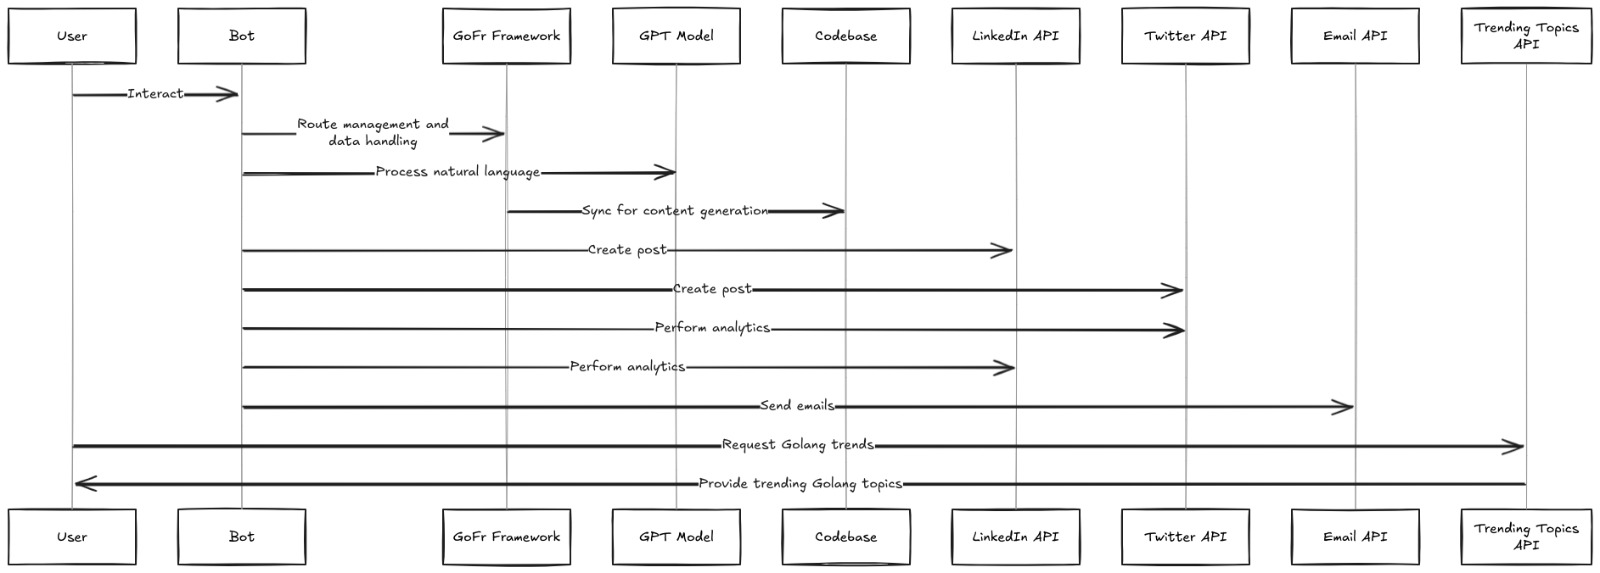 User
Bot
GoFr Framework
GPT Model
Codebase
LinkedIn API
Twitter API
Email API
Trending Topics
API
Interact
Route management and
data handling
Process natural language
Sync for content generation
Create post
Create post
Perform analytics
Perform analytics
Send emails
Request Golang trends
Provide trending Golang topics
User
Bot
GoFr Framework
GPT Model
Codebase
LinkedIn API
Twitter API
Email API
Trending Topics
API